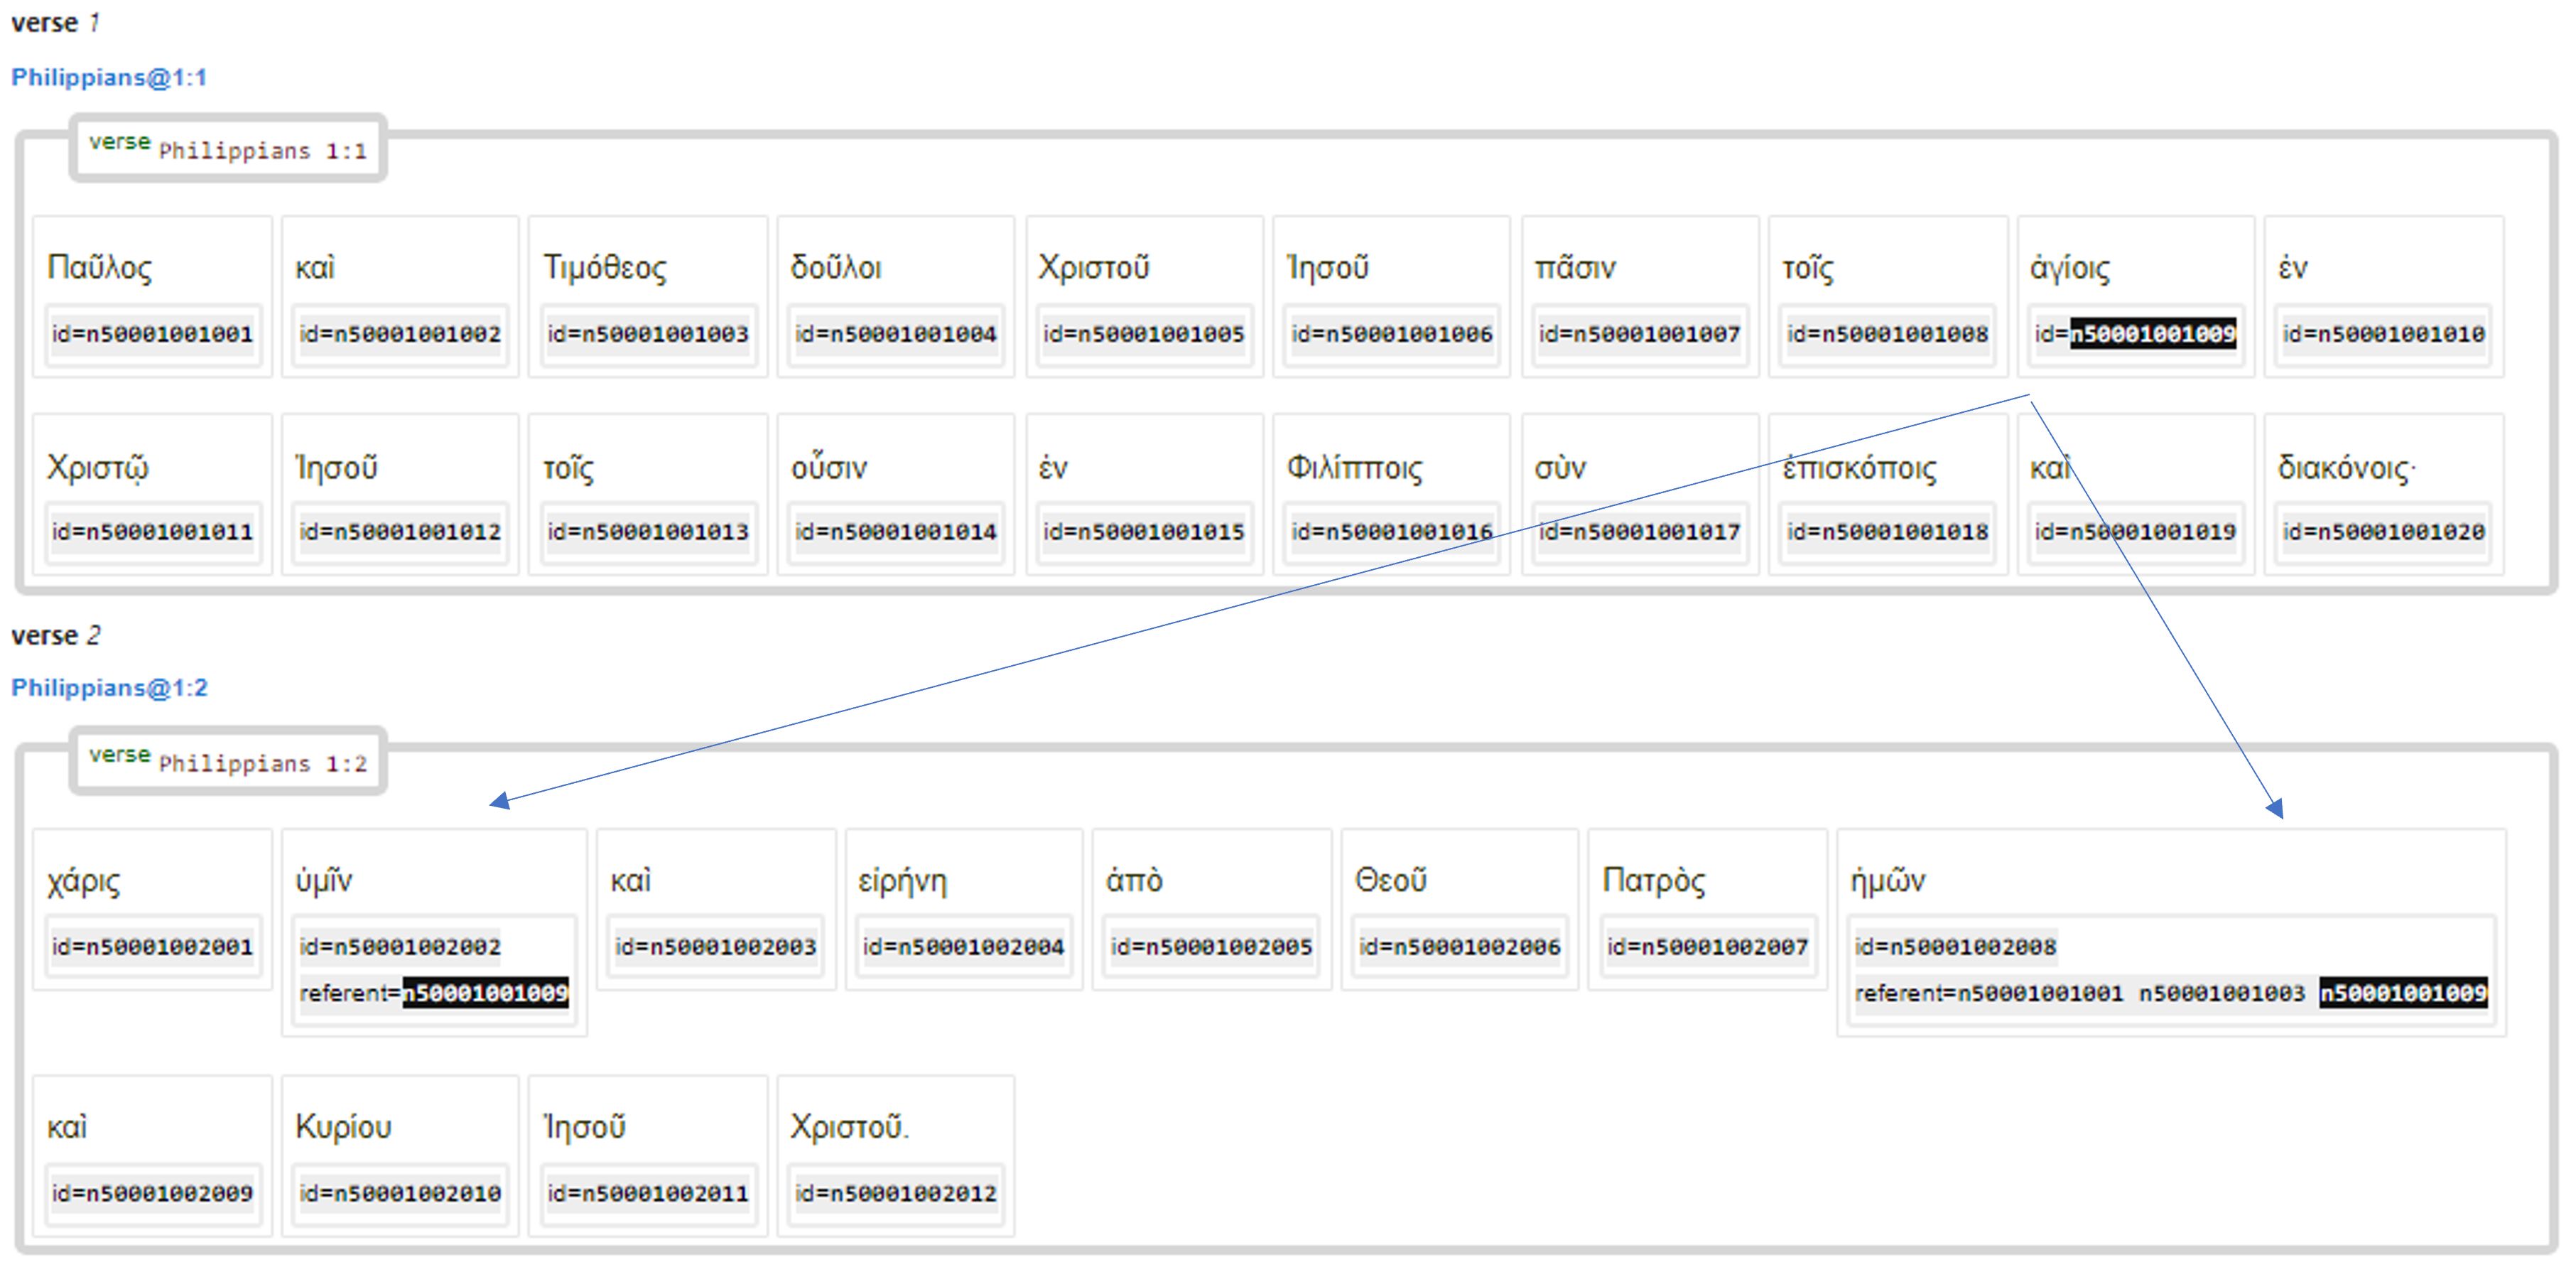 verse 1
Philippians@1:1
verse Philippians 1:1
Παῦλος καὶ Τιμόθεος δοῦλοι Χριστοῦ Ἰησοῦ πᾶσιν τοῖς ἁγίοις ἐν
id=n50001001001 id=n50001001002 id=n50001001003 id=n50001001004 id=n50001001005 id=n50001001006 id=n50001001007 id=n50001001008 id=n50001001009 id=n50001001010
Χριστῷ Ἰησοῦ τοῖς οὖσιν ἐν Φιλίπποις σὺν ἐπισκόποις καὶ διακόνοις·
id=n50001001011 id=n50001001012 id=n50001001013 id=n50001001014 id=n50001001015 id=n50001001016 id=n50001001017 id=n50001001018 id=n50001001019 id=n50001001020
verse 2
Philippians@1:2
verse Philippians 1:2
χάρις ὑμῖν καὶ εἰρήνη ἀπὸ Θεοῦ Πατρὸς ἡμῶν
id=n50001002001 id=n50001002002 id=n50001002003 id=n50001002004 id=n50001002005 id=n50001002006 id=n50001002007 id=n50001002008
referent=n50001001009 referent=n50001001001 n50001001003 n50001001009
καὶ Κυρίου Ἰησοῦ Χριστοῦ.
id=n50001002009 id=n50001002010 id=n50001002011 id=n50001002012